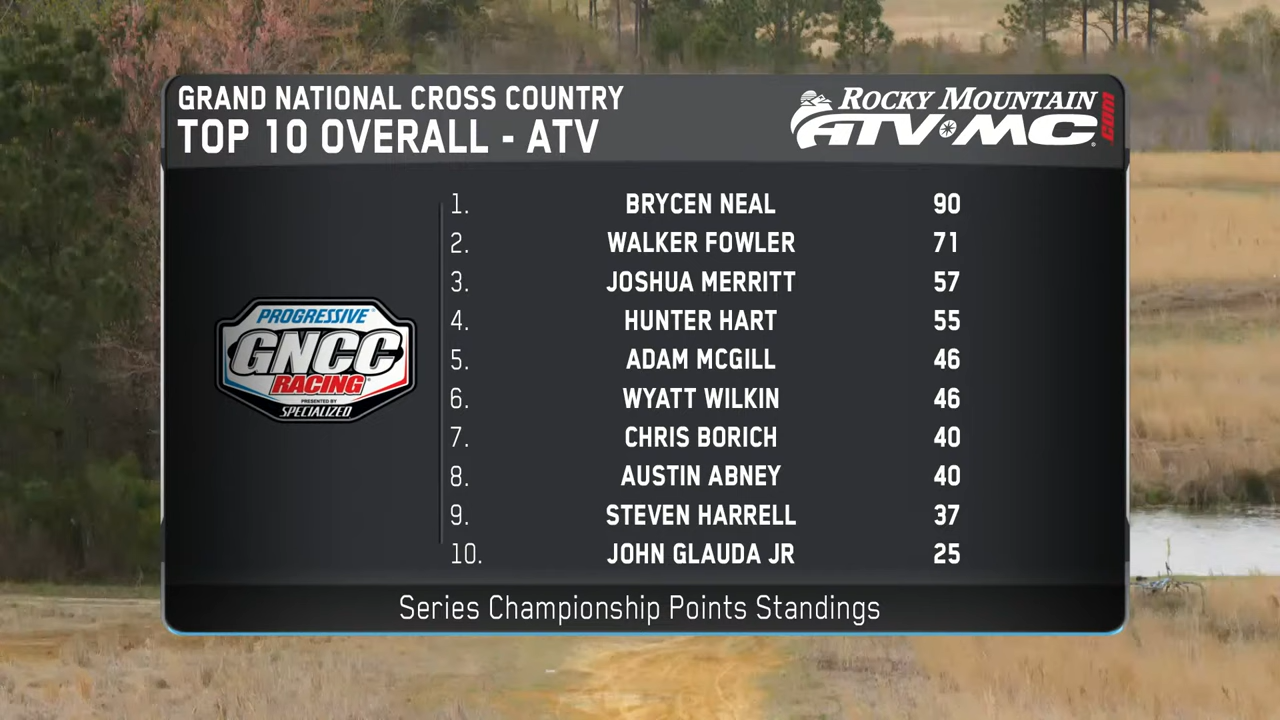 GRAND NATIONAL CROSS COUNTRY
TOP 10 OVERALL - ATV
ROCKY MOUNTAIN
ATV MC
.COM
1. BRYCEN NEAL 90
2. WALKER FOWLER 71
3. JOSHUA MERRITT 57
4. HUNTER HART 55
5. ADAM MCGILL 46
6. WYATT WILKIN 46
7. CHRIS BORICH 40
8. AUSTIN ABNEY 40
9. STEVEN HARRELL 37
10. JOHN GLAUDA JR 25
PROGRESSIVE
GNCC
RACING
PRESENTED BY
SPECIALIZED
Series Championship Points Standings